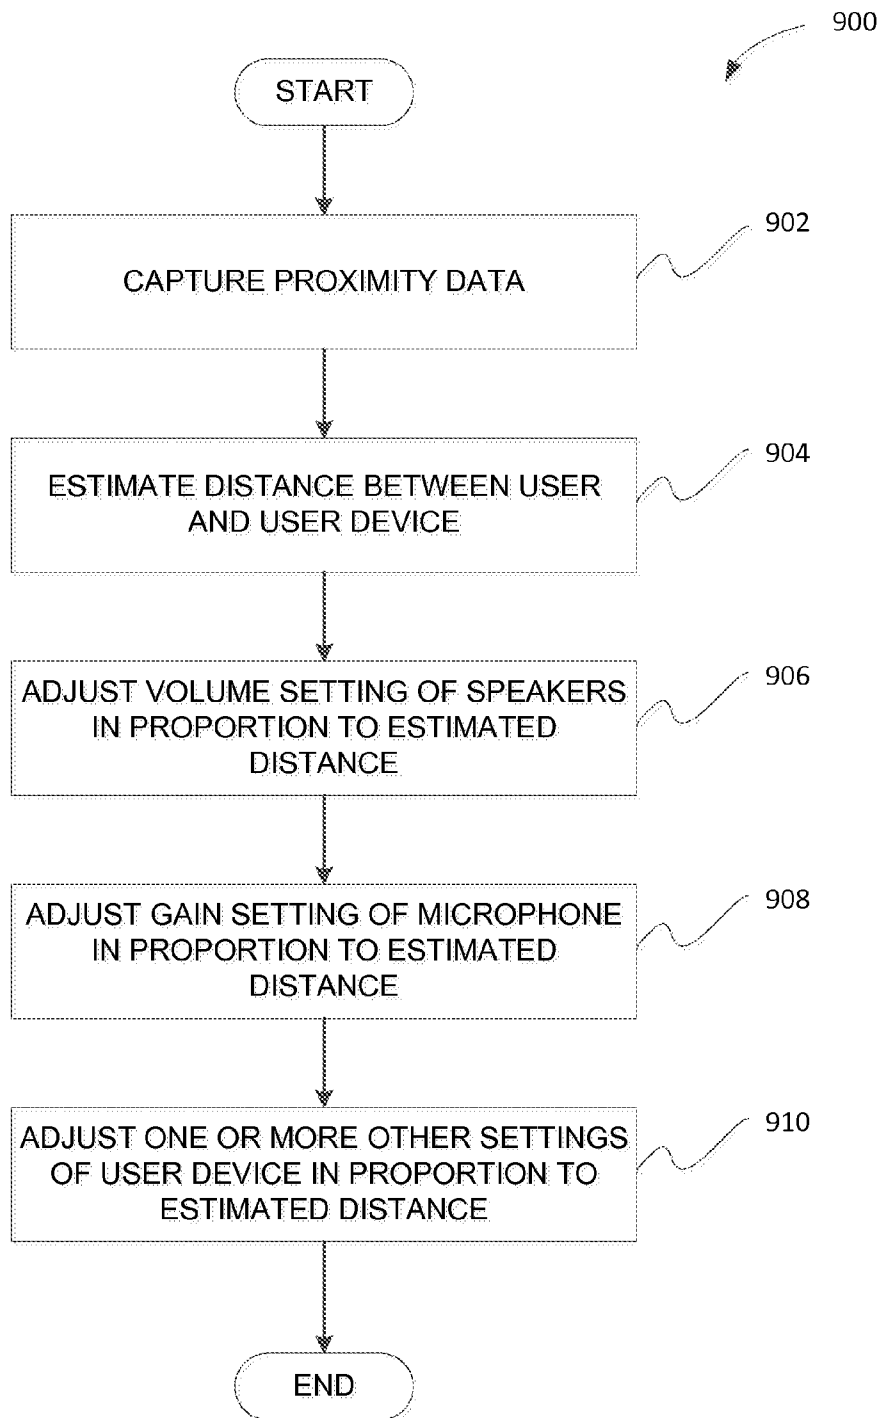 900
START
902
CAPTURE PROXIMITY DATA
904
ESTIMATE DISTANCE BETWEEN USER
AND USER DEVICE
906
ADJUST VOLUME SETTING OF SPEAKERS
IN PROPORTION TO ESTIMATED
DISTANCE
908
ADJUST GAIN SETTING OF MICROPHONE
IN PROPORTION TO ESTIMATED
DISTANCE
910
ADJUST ONE OR MORE OTHER SETTINGS
OF USER DEVICE IN PROPORTION TO
ESTIMATED DISTANCE
END